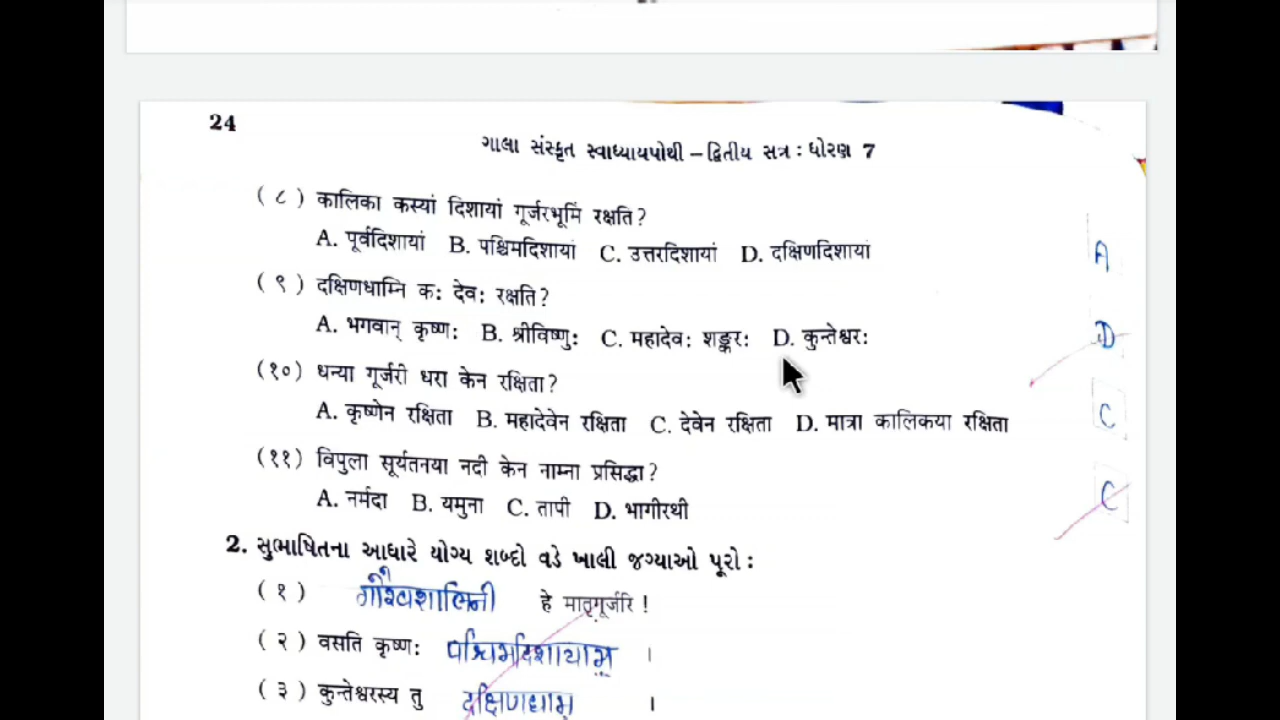 24
ગાલા સંસ્કૃત સ્વાધ્યાયપોથી – દ્વિતીય સત્ર : ધોરણ 7
( ८ ) कालिका कस्यां दिशायां गूर्जरभूमिं रक्षति?
A. पूर्वदिशायां B. पश्चिमदिशायां C. उत्तरदिशायां D. दक्षिणदिशायां
A
( ९ ) दक्षिणधाम्नि कः देवः रक्षति?
A. भगवान् कृष्णः B. श्रीविष्णुः C. महादेवः शङ्करः D. कुन्तेश्वरः
D
(१०) धन्या गूर्जरी धरा केन रक्षिता?
A. कृष्णेन रक्षिता B. महादेवेन रक्षिता C. देवेन रक्षिता D. मात्रा कालिकया रक्षिता
C
(११) विपुला सूर्यतनया नदी केन नाम्ना प्रसिद्धा?
A. नर्मदा B. यमुना C. तापी D. भागीरथी
C
2. સુભાષિતના આધારે યોગ્ય શબ્દો વડે ખાલી જગ્યાઓ પૂરો :
( १ ) गौरवशालिनी हे मातृगूर्जरि !
( २ ) वसति कृष्णः पश्चिमदिशायाम् ।
( ३ ) कुन्तेश्वरस्य तु दक्षिणधाम ।